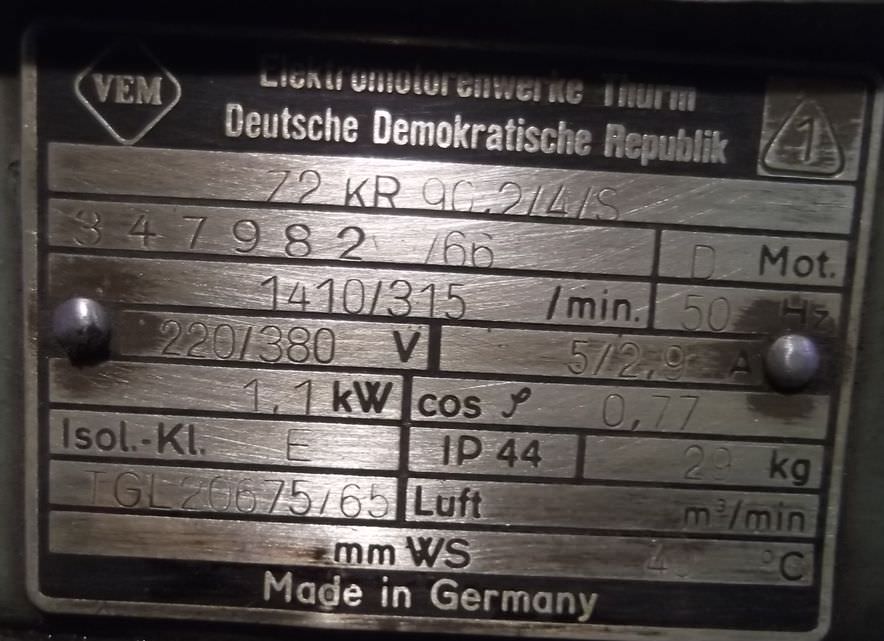 VEM
Elektromotorenwerke Thurm
Deutsche Demokratische Republik
1
72 KR 90.2/4/S
347982 /66 D Mot.
1410/315 /min. 50 Hz
220/380 V 5/2,9 A
1,1 kW cos φ 0,77
Isol.-Kl. E IP 44 kg
TGL20675/65 Luft m³/min
mm WS °C
Made in Germany